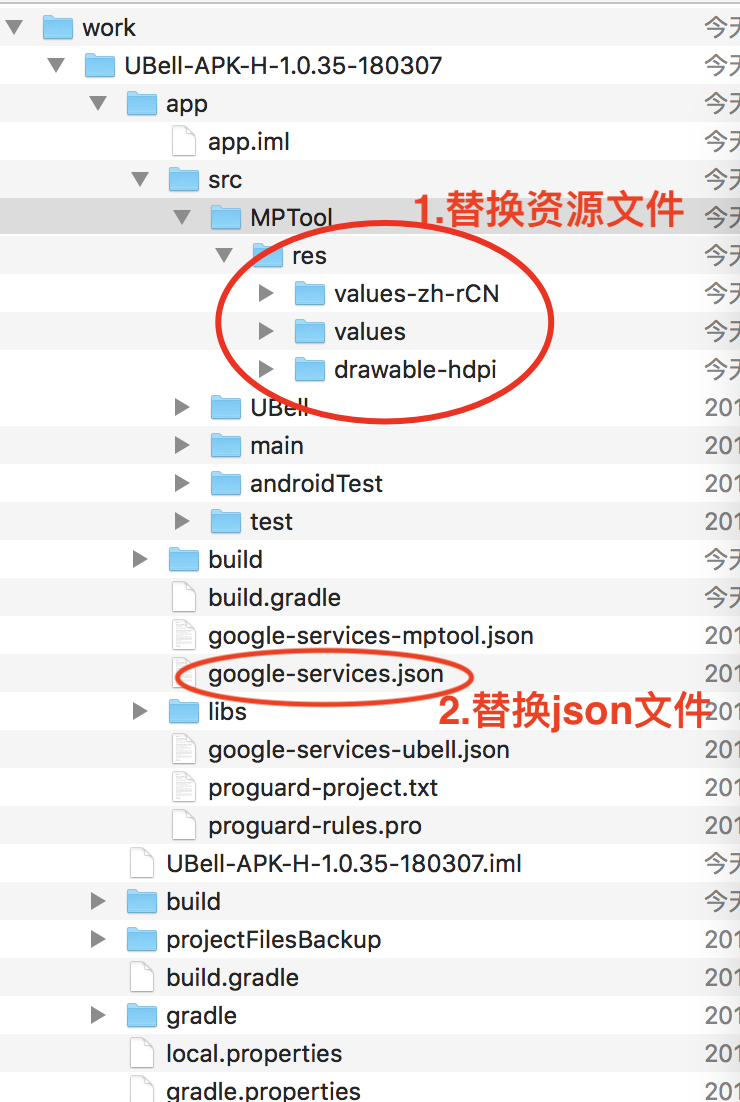 work 今天
UBell-APK-H-1.0.35-180307 今天
app 今天
app.iml 今天
src 今天
MPTool 1.替换资源文件 今天
res 今天
values-zh-rCN 今天
values 今天
drawable-hdpi 今天
UBell 201
main 201
androidTest 201
test 201
build 今天
build.gradle 今天
google-services-mptool.json 201
google-services.json 201
libs 2.替换json文件 201
google-services-ubell.json 201
proguard-project.txt 201
proguard-rules.pro 201
UBell-APK-H-1.0.35-180307.iml 今天
build 今天
projectFilesBackup 201
build.gradle 201
gradle 201
local.properties 201
gradle.properties 201